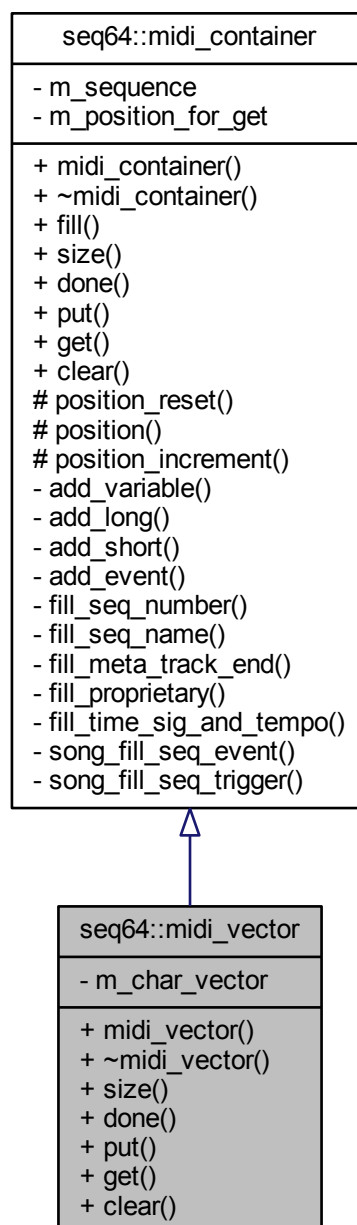 seq64::midi_container
- m_sequence
- m_position_for_get
+ midi_container()
+ ~midi_container()
+ fill()
+ size()
+ done()
+ put()
+ get()
+ clear()
# position_reset()
# position()
# position_increment()
- add_variable()
- add_long()
- add_short()
- add_event()
- fill_seq_number()
- fill_seq_name()
- fill_meta_track_end()
- fill_proprietary()
- fill_time_sig_and_tempo()
- song_fill_seq_event()
- song_fill_seq_trigger()
seq64::midi_vector
- m_char_vector
+ midi_vector()
+ ~midi_vector()
+ size()
+ done()
+ put()
+ get()
+ clear()